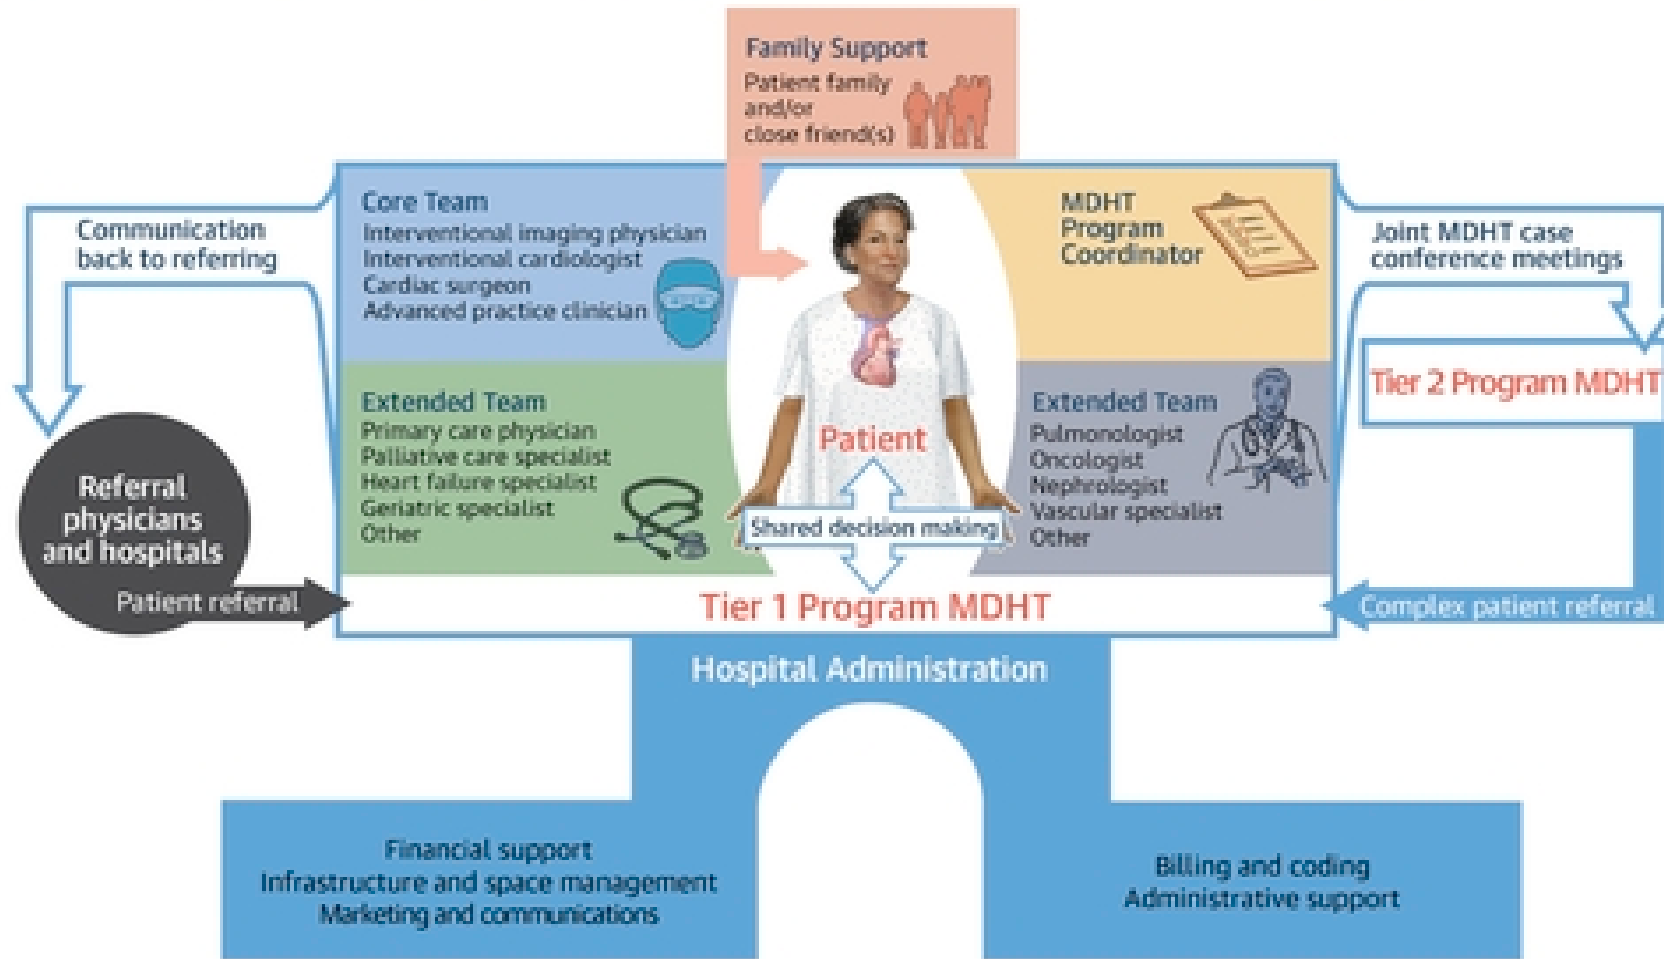 Family Support
Patient family
and/or
close friend(s)
Core Team
Interventional imaging physician
Interventional cardiologist
Cardiac surgeon
Advanced practice clinician
MDHT
Program
Coordinator
Communication
back to referring
Joint MDHT case
conference meetings
Tier 2 Program MDHT
Extended Team
Primary care physician
Palliative care specialist
Heart failure specialist
Geriatric specialist
Other
Patient
Shared decision making
Extended Team
Pulmonologist
Oncologist
Nephrologist
Vascular specialist
Other
Referral
physicians
and hospitals
Patient referral
Tier 1 Program MDHT
Complex patient referral
Hospital Administration
Financial support
Infrastructure and space management
Marketing and communications
Billing and coding
Administrative support